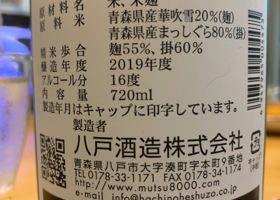 原材料名 米、米麹
原料米 青森県産華吹雪20%(麹)
青森県産まっしぐら80%(掛)
精米歩合 麹55%、掛60%
醸造年度 2019年度
アルコール分 16度
内容量 720ml
製造年月はキャップに印字しています。
製造者
八戸酒造株式会社
青森県八戸市大字湊町字本町9番地
TEL 0178-33-1171 FAX 0178-34-1174
https://www.mutsu8000.com
e-mail info@hachinoheshuzo.co.jp